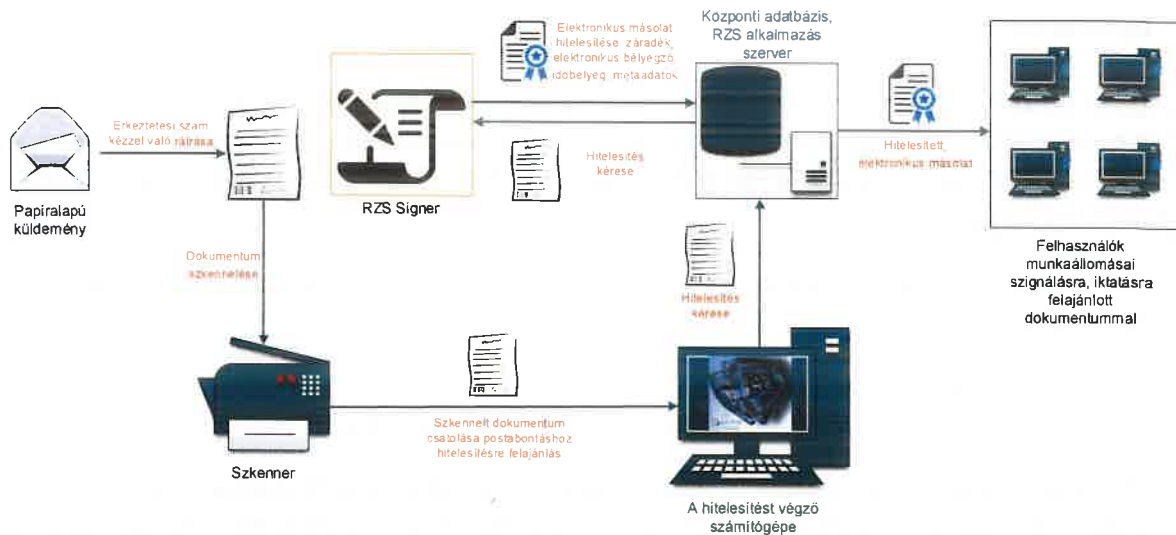 Papíralapú
küldemény
Érkeztetési szám
kézzel való ráírása
Dokumentum
szkennelése
Szkenner
Szkennelt dokumentum
csatolása postabontáshoz
hitelesítésre felajánlás
A hitelesítést végző
számítógépe
Hitelesítés
kérése
Központi adatbázis,
RZS alkalmazás
szerver
Hitelesítés
kérese
RZS Signer
Elektronikus másolat
hitelesítése: záradék,
elektronikus bélyegző,
időbélyeg, metaadatok
Hitelesített,
elektronikus másolat
Felhasználók
munkaállomásai
szignálásra, iktatásra
felajánlott
dokumentummal